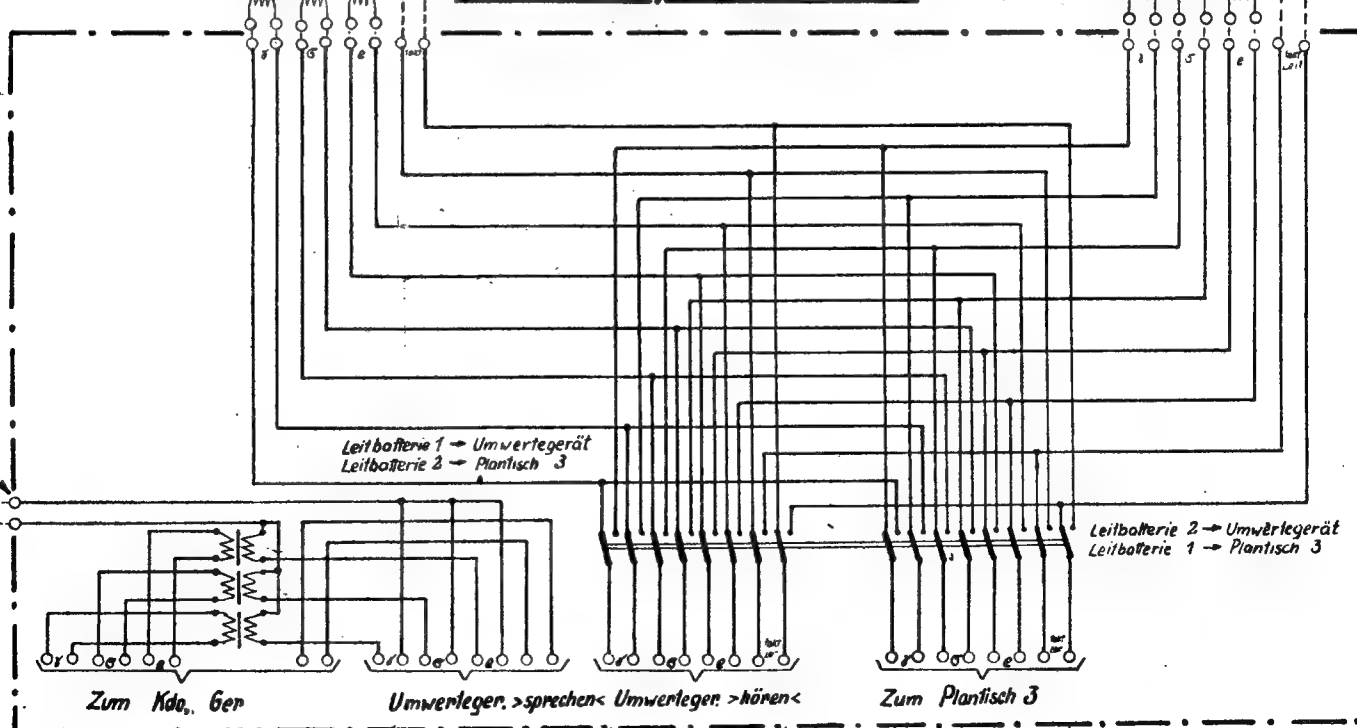 γ σ e
γ σ e
Leitbatterie 1 → Umwertegerät
Leitbatterie 2 → Plantisch 3
Leitbatterie 2 → Umwertegerät
Leitbatterie 1 → Plantisch 3
γ σ e
γ σ e
γ σ e
γ σ e
Zum Kdo. Ger
Umwerteger. >sprechen<
Umwerteger. >hören<
Zum Plantisch 3